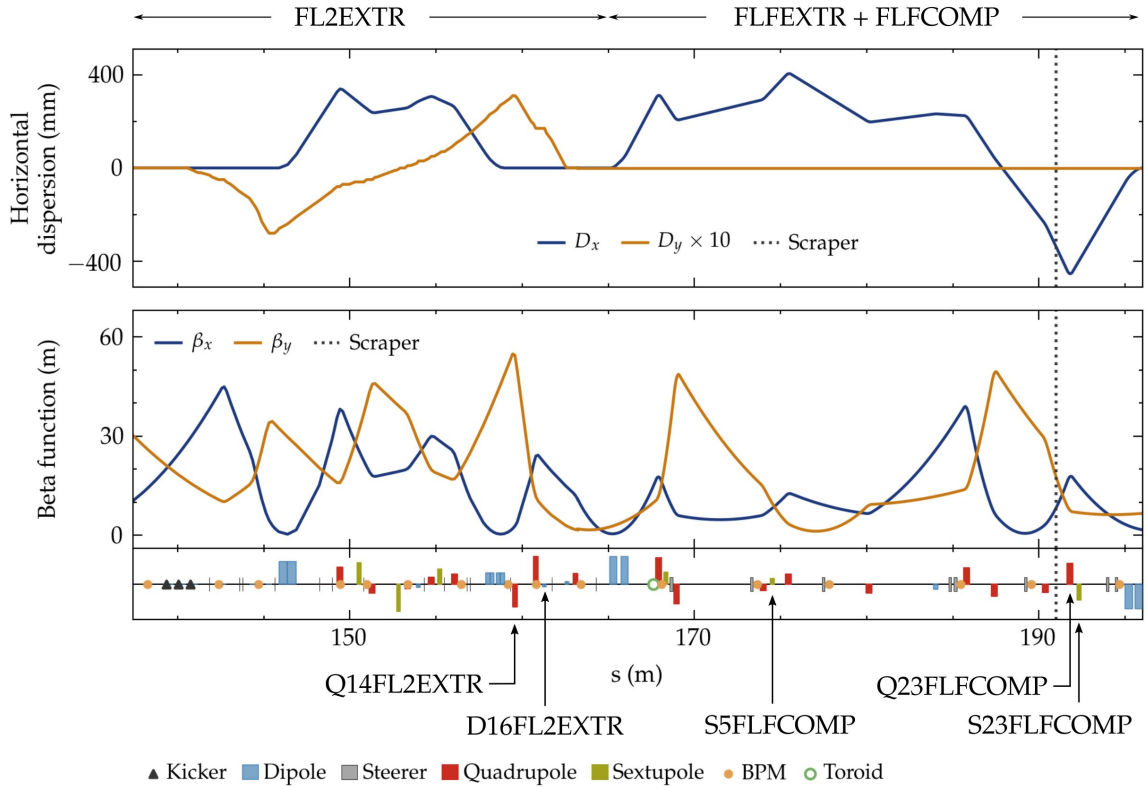 FL2EXTR FLFEXTR + FLFCOMP
400
0
−400
Horizontal
dispersion (mm)
Dx Dy × 10 Scraper
βx βy Scraper
60
30
0
Beta function (m)
150 170 190
s (m)
Q14FL2EXTR Q23FLFCOMP
D16FL2EXTR S5FLFCOMP S23FLFCOMP
Kicker Dipole Steerer Quadrupole Sextupole BPM Toroid